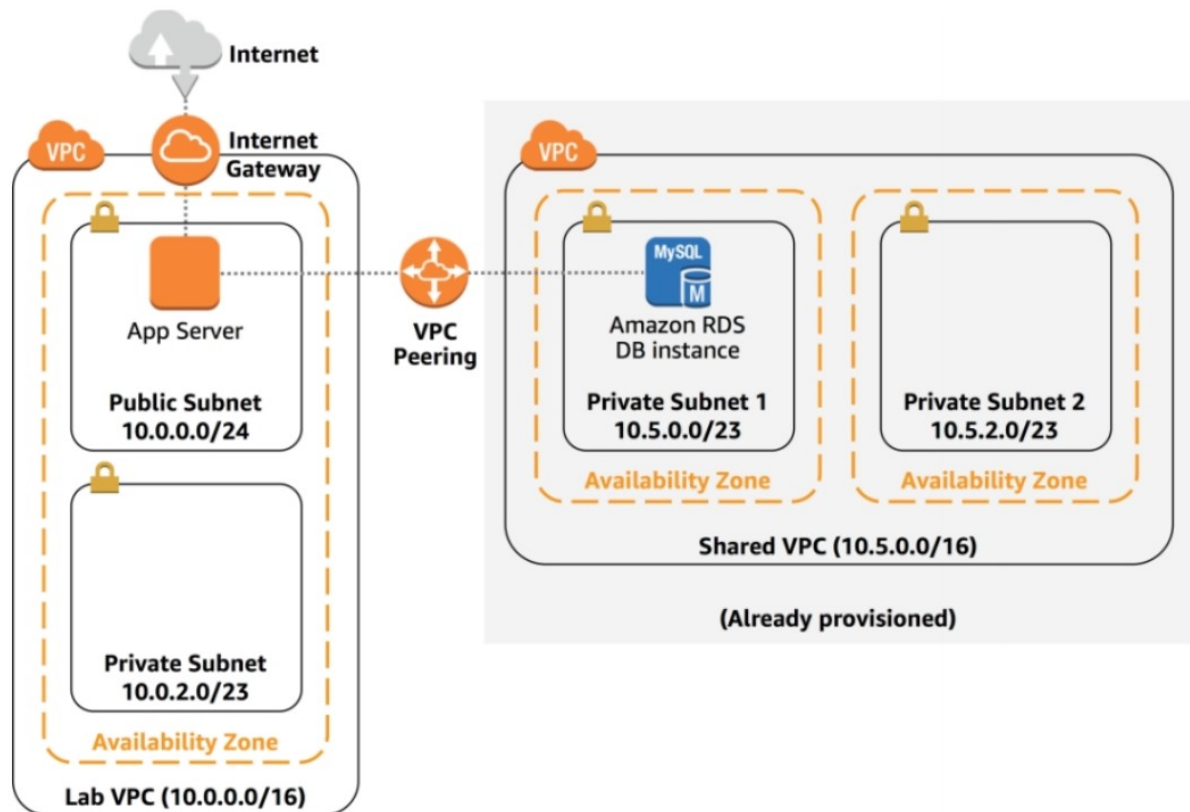 Internet
VPC
Internet
Gateway
App Server
Public Subnet
10.0.0.0/24
Private Subnet
10.0.2.0/23
Availability Zone
Lab VPC (10.0.0.0/16)
VPC
Peering
VPC
MySQL
M
Amazon RDS
DB instance
Private Subnet 1
10.5.0.0/23
Availability Zone
Private Subnet 2
10.5.2.0/23
Availability Zone
Shared VPC (10.5.0.0/16)
(Already provisioned)